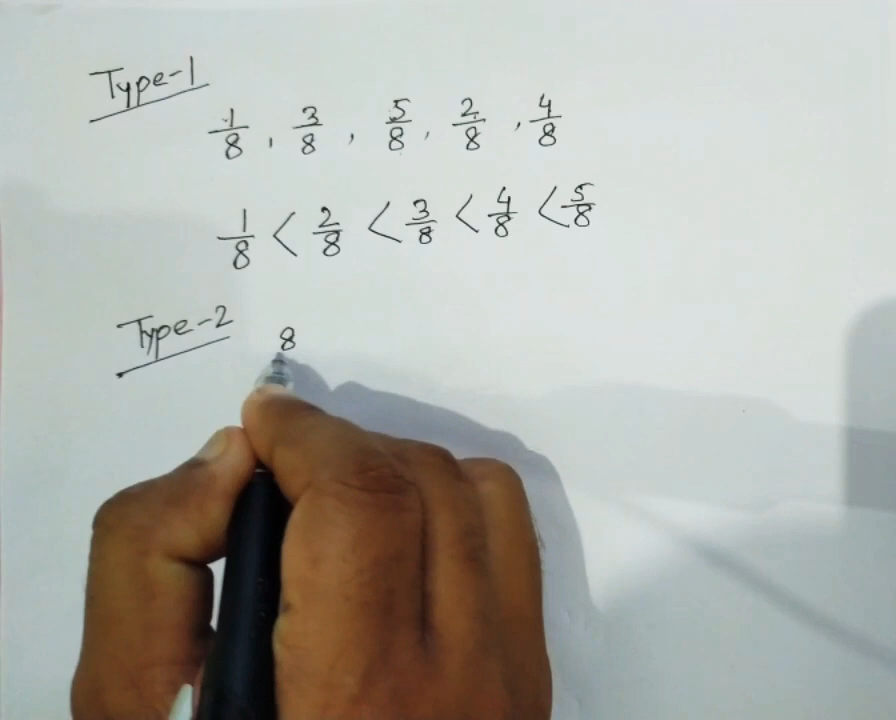 Type-1
1/8, 3/8, 5/8, 2/8, 4/8
1/8 < 2/8 < 3/8 < 4/8 < 5/8
Type-2 8